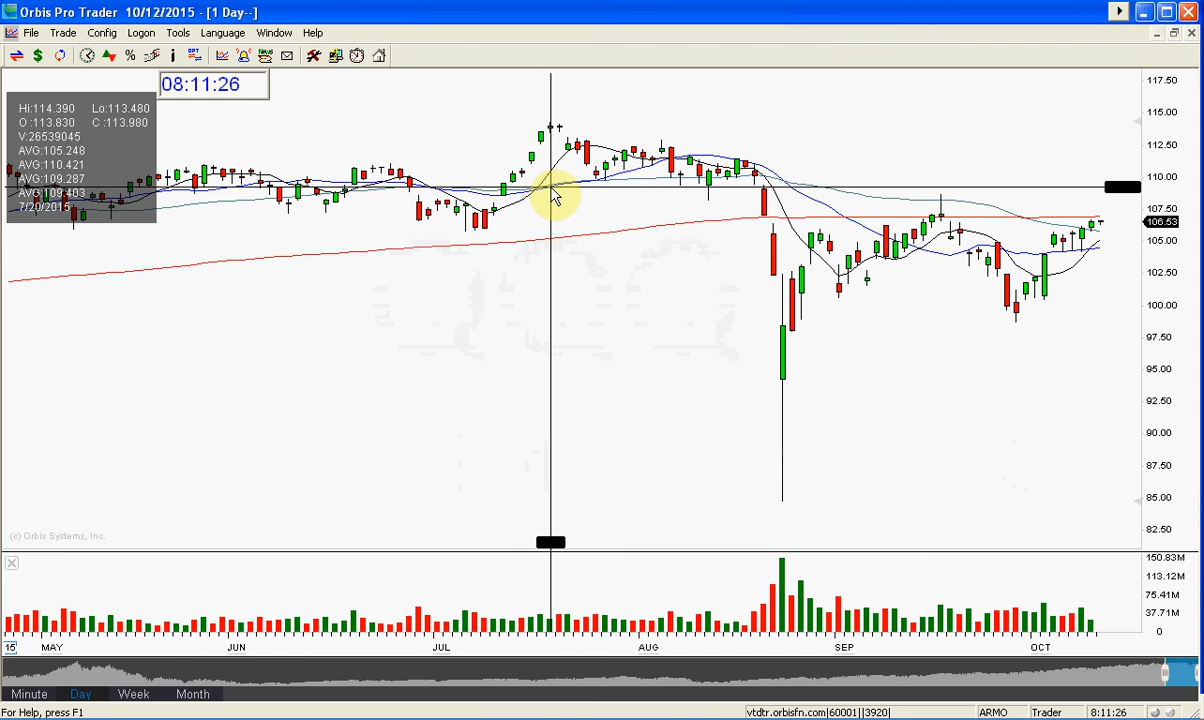 Orbis Pro Trader 10/12/2015 - [1 Day--]
File Trade Config Logon Tools Language Window Help
08:11:26
Hi:114.390 Lo:113.480
O :113.830 C :113.980
V:26539045
AVG:105.248
AVG:110.421
AVG:109.287
AVG:109.403
7/20/2015
117.50
115.00
112.50
110.00
107.50
106.53
105.00
102.50
100.00
97.50
95.00
92.50
90.00
87.50
85.00
82.50
(c) Orbis Systems, Inc.
150.83M
113.12M
75.41M
37.71M
0
15 MAY JUN JUL AUG SEP OCT
Minute Day Week Month
For Help, press F1 vtdtr.orbisfn.com|60001||3920| ARMO Trader 8:11:26